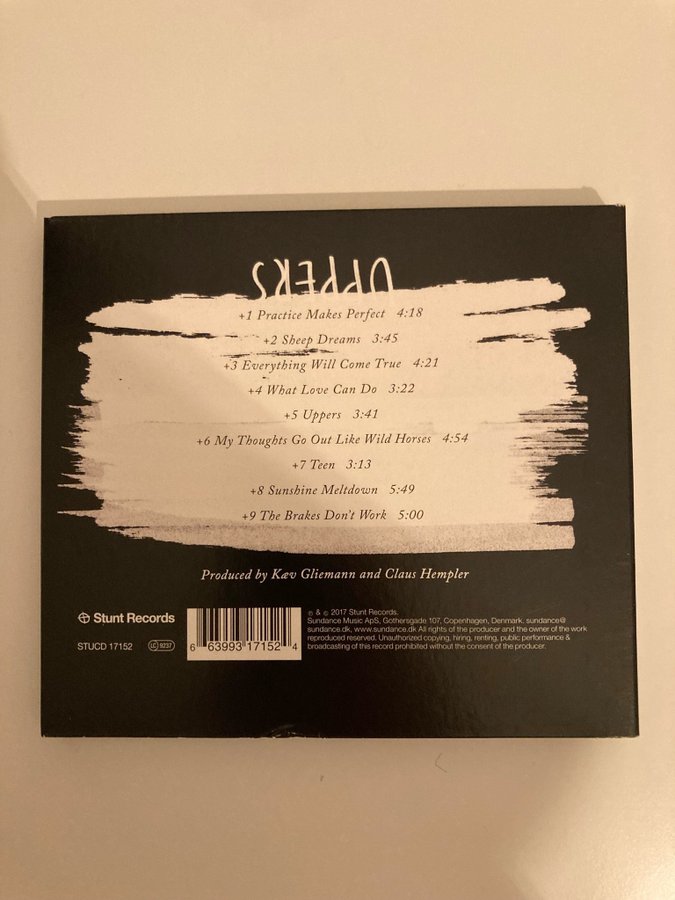 UPPERS
+1 Practice Makes Perfect 4:18
+2 Sheep Dreams 3:45
+3 Everything Will Come True 4:21
+4 What Love Can Do 3:22
+5 Uppers 3:41
+6 My Thoughts Go Out Like Wild Horses 4:54
+7 Teen 3:13
+8 Sunshine Meltdown 5:49
+9 The Brakes Don't Work 5:00
Produced by Kæv Gliemann and Claus Hempler
Stunt Records
STUCD 17152
LC 9237
6 63993 17152 4
℗ & © 2017 Stunt Records.
Sundance Music ApS, Gothersgade 107, Copenhagen, Denmark. sundance@
sundance.dk, www.sundance.dk All rights of the producer and the owner of the work
reproduced reserved. Unauthorized copying, hiring, renting, public performance &
broadcasting of this record prohibited without the consent of the producer.